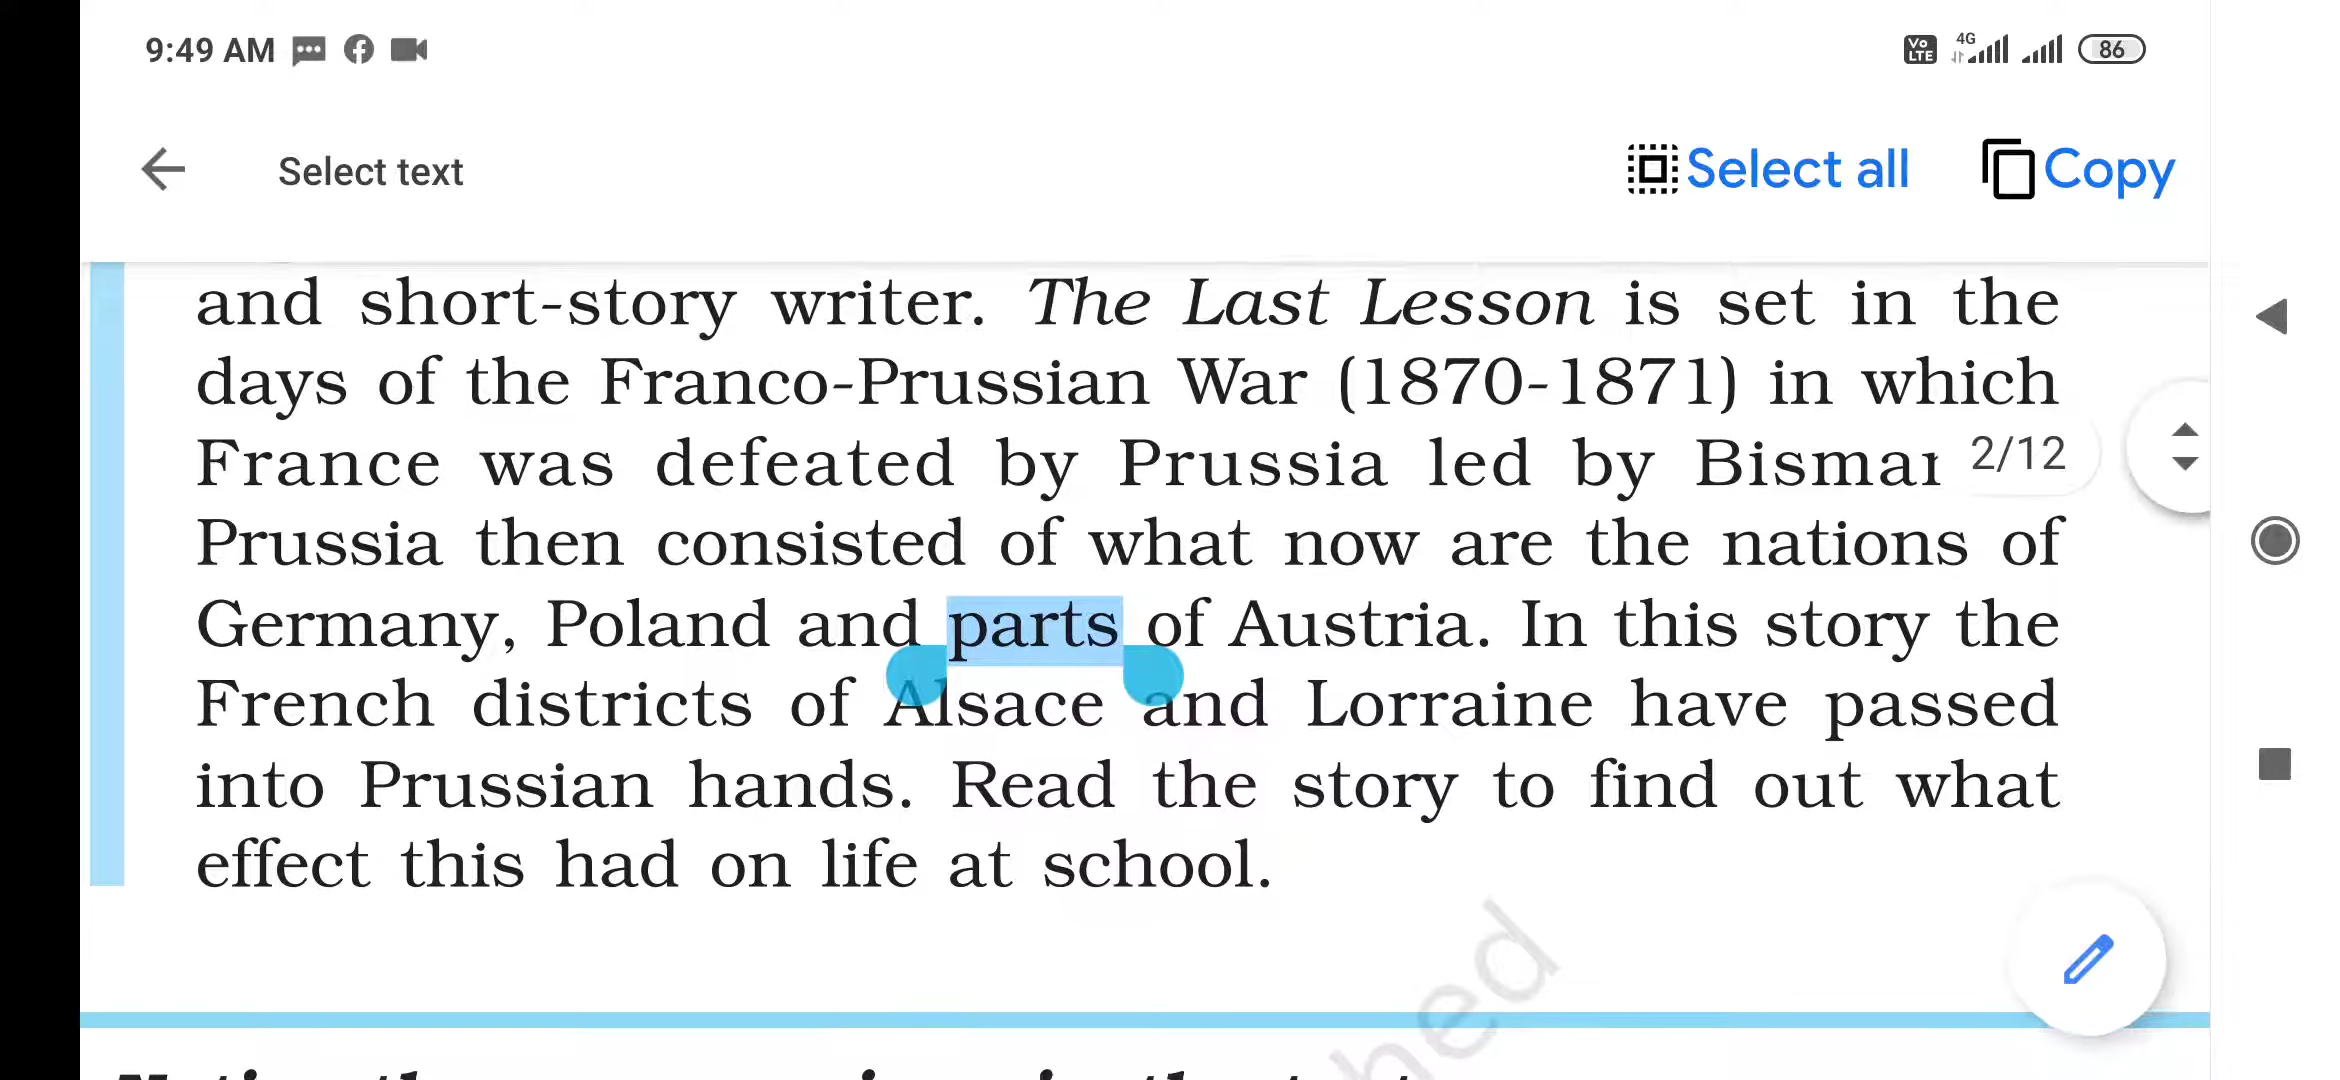 9:49 AM
Vo LTE 4G 86
Select text
Select all
Copy
and short-story writer. The Last Lesson is set in the
days of the Franco-Prussian War (1870-1871) in which
France was defeated by Prussia led by
2/12
Prussia then consisted of what now are the nations of
Germany, Poland and parts of Austria. In this story the
French districts of Alsace and Lorraine have passed
into Prussian hands. Read the story to find out what
effect this had on life at school.